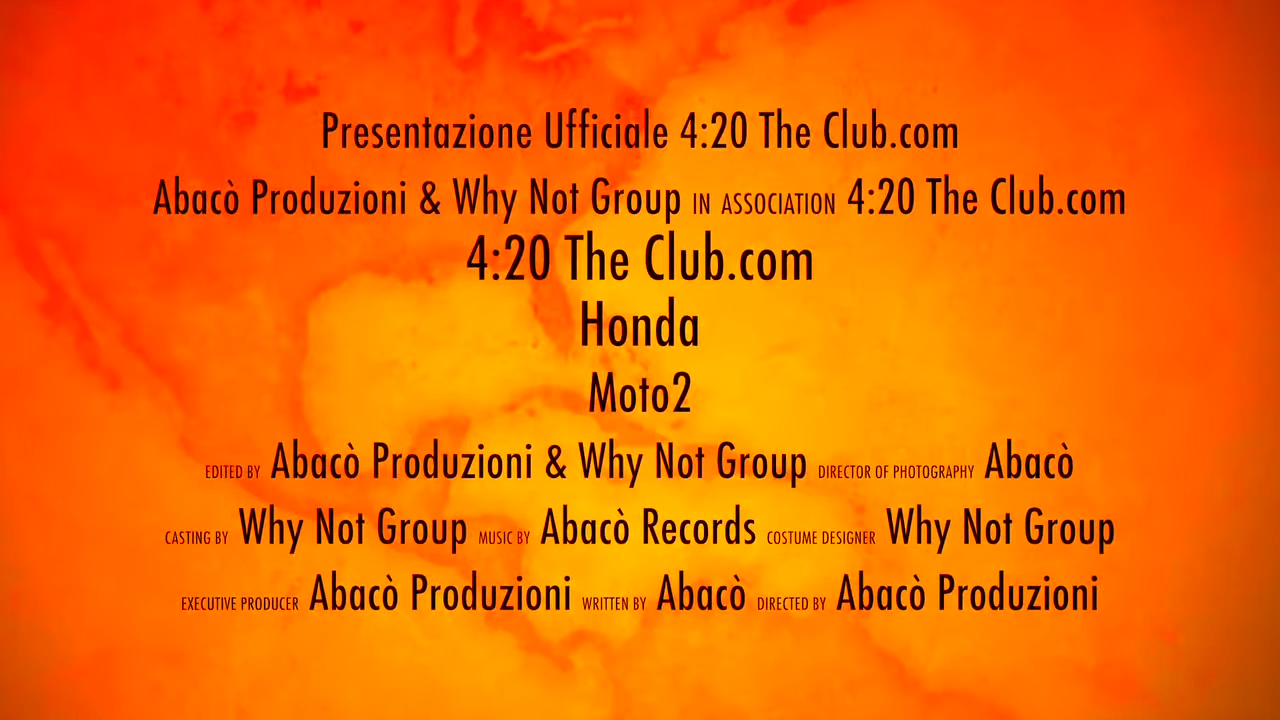 Presentazione Ufficiale 4:20 The Club.com
Abacò Produzioni & Why Not Group IN ASSOCIATION 4:20 The Club.com
4:20 The Club.com
Honda
Moto2
EDITED BY Abacò Produzioni & Why Not Group DIRECTOR OF PHOTOGRAPHY Abacò
CASTING BY Why Not Group MUSIC BY Abacò Records COSTUME DESIGNER Why Not Group
EXECUTIVE PRODUCER Abacò Produzioni WRITTEN BY Abacò DIRECTED BY Abacò Produzioni